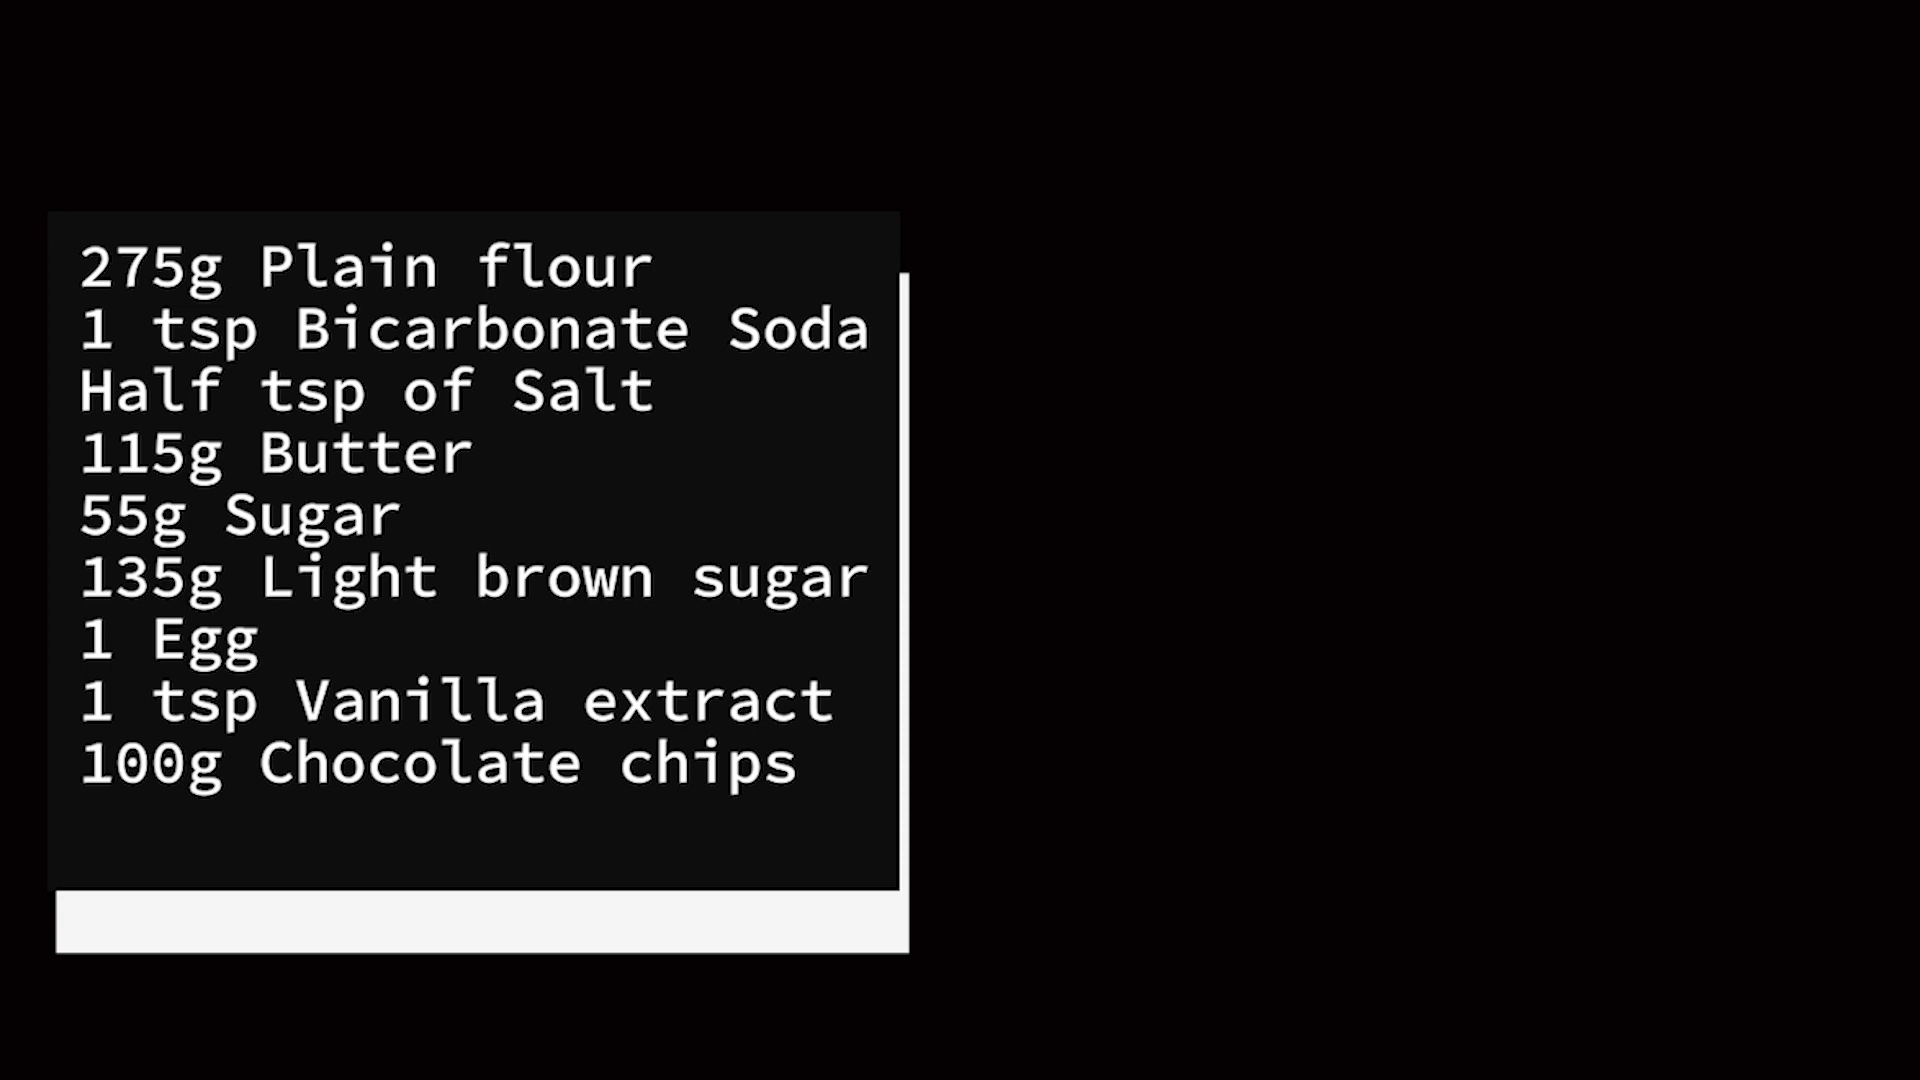 275g Plain flour
1 tsp Bicarbonate Soda
Half tsp of Salt
115g Butter
55g Sugar
135g Light brown sugar
1 Egg
1 tsp Vanilla extract
100g Chocolate chips